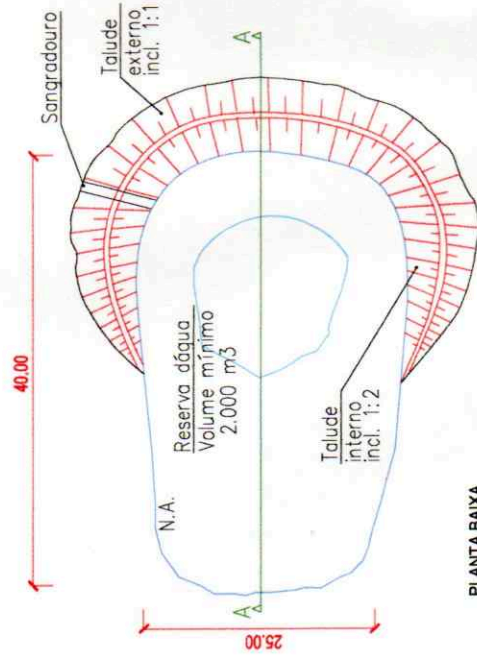 40.00
25.00
Sangradouro
Talude
externo
incl. 1:1
Reserva dáqua
Volume mínimo
2.000 m3
N.A.
Talude
interno
incl. 1:2
A
A
PLANTA BAIXA